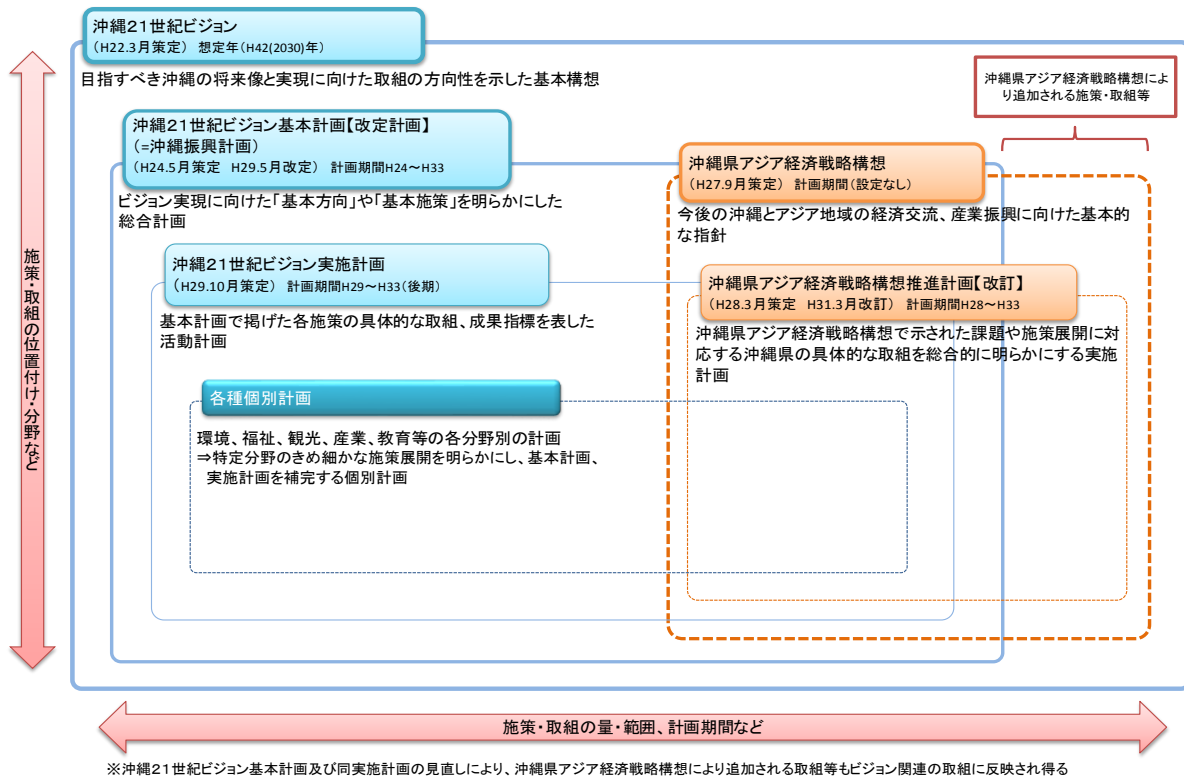 沖縄21世紀ビジョン
(H22.3月策定) 想定年(H42(2030)年)
目指すべき沖縄の将来像と実現に向けた取組の方向性を示した基本構想
沖縄県アジア経済戦略構想によ
り追加される施策・取組等
沖縄21世紀ビジョン基本計画【改定計画】
(=沖縄振興計画)
(H24.5月策定 H29.5月改定) 計画期間H24～H33
ビジョン実現に向けた「基本方向」や「基本施策」を明らかにした
総合計画
沖縄県アジア経済戦略構想
(H27.9月策定) 計画期間(設定なし)
今後の沖縄とアジア地域の経済交流、産業振興に向けた基本的
な指針
沖縄21世紀ビジョン実施計画
(H29.10月策定) 計画期間H29～H33(後期)
基本計画で掲げた各施策の具体的な取組、成果指標を表した
活動計画
沖縄県アジア経済戦略構想推進計画【改訂】
(H28.3月策定 H31.3月改訂) 計画期間H28～H33
沖縄県アジア経済戦略構想で示された課題や施策展開に対
応する沖縄県の具体的な取組を総合的に明らかにする実施
計画
各種個別計画
環境、福祉、観光、産業、教育等の各分野別の計画
⇒特定分野のきめ細かな施策展開を明らかにし、基本計画、
実施計画を補完する個別計画
施策・取組の位置付け・分野など
施策・取組の量・範囲、計画期間など
※沖縄21世紀ビジョン基本計画及び同実施計画の見直しにより、沖縄県アジア経済戦略構想により追加される取組等もビジョン関連の取組に反映され得る